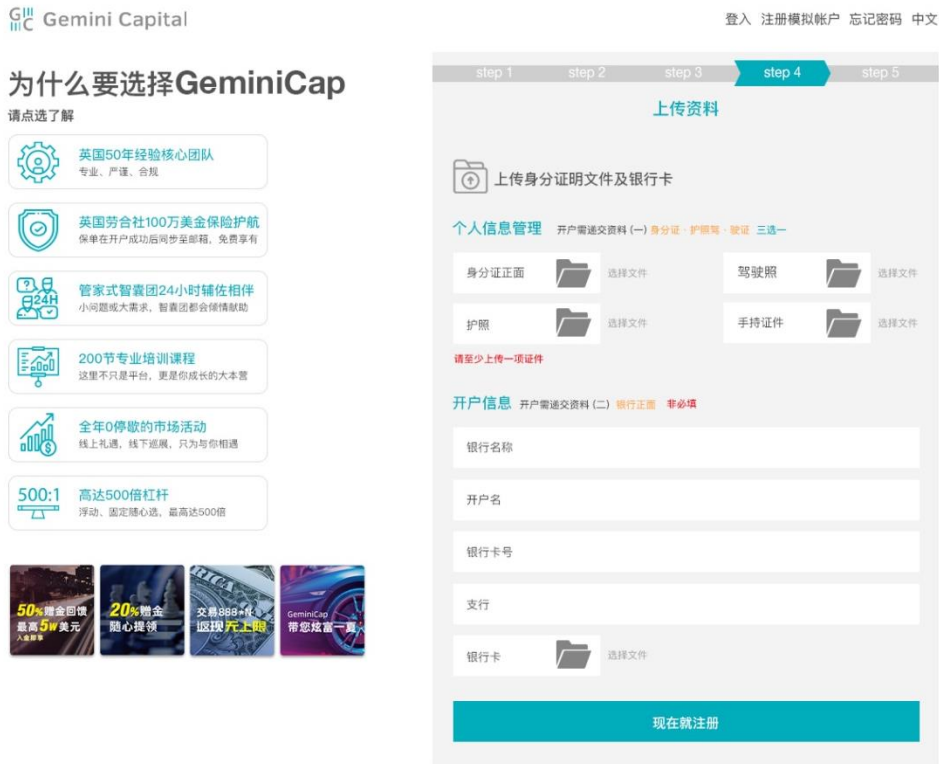 Gemini Capital
登入 注册模拟帐户 忘记密码 中文
为什么要选择GeminiCap
请点选了解
英国50年经验核心团队
专业、严谨、合规
英国劳合社100万美金保险护航
保单在开户成功后同步至邮箱，免费享有
24H
管家式智囊团24小时辅佐相伴
小问题或大需求，智囊团都会倾情献助
200节专业培训课程
这里不只是平台，更是你成长的大本营
全年0停歇的市场活动
线上礼遇，线下巡展，只为与你相遇
500:1
高达500倍杠杆
浮动、固定随心选，最高达500倍
50%赠金回馈
最高5W美元
入金即享
20%赠金
随心提领
交易888*N
返现无上限
GeminiCap
带您炫富一夏
step 1 step 2 step 3 step 4 step 5
上传资料
上传身分证明文件及银行卡
个人信息管理 开户需递交资料 (一) 身分证 · 护照驾 · 驶证 三选一
身分证正面 选择文件 驾驶照 选择文件
护照 选择文件 手持证件 选择文件
请至少上传一项证件
开户信息 开户需递交资料 (二) 银行正面 非必填
银行名称
开户名
银行卡号
支行
银行卡 选择文件
现在就注册